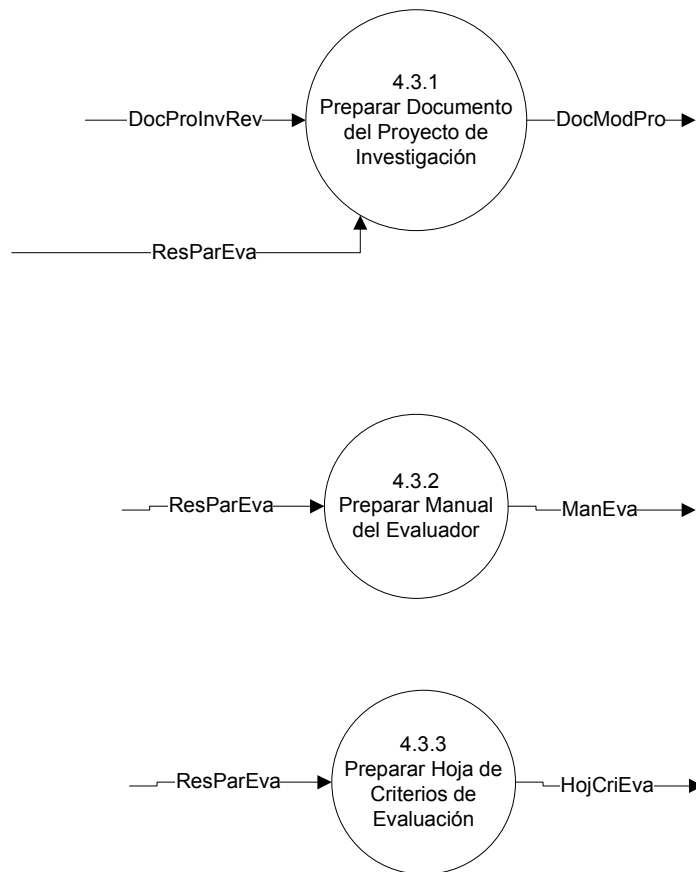 4.3.1
Preparar Documento
del Proyecto de
Investigación
DocProInvRev
DocModPro
ResParEva
4.3.2
Preparar Manual
del Evaluador
ResParEva
ManEva
4.3.3
Preparar Hoja de
Criterios de
Evaluación
ResParEva
HojCriEva